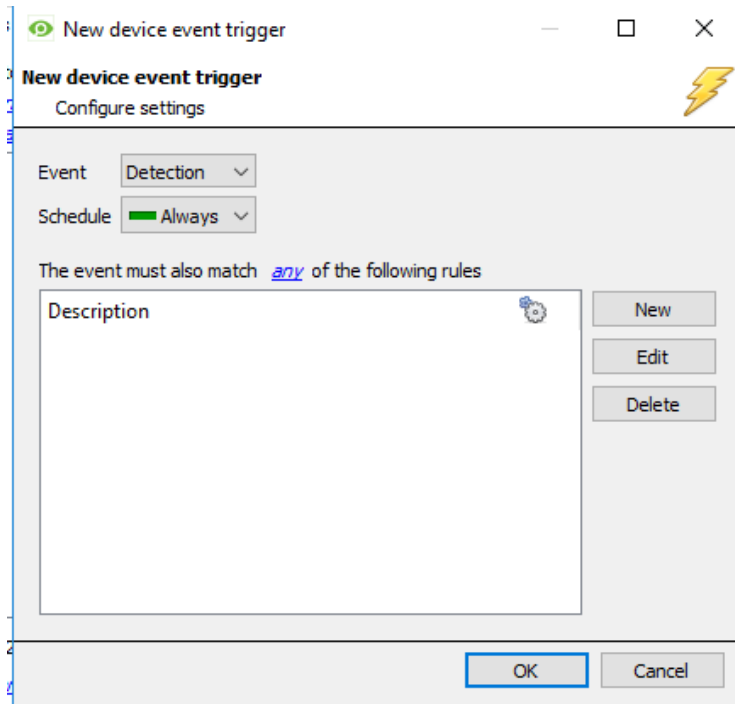 New device event trigger
New device event trigger
Configure settings
Event Detection
Schedule Always
The event must also match any of the following rules
Description
New
Edit
Delete
OK Cancel